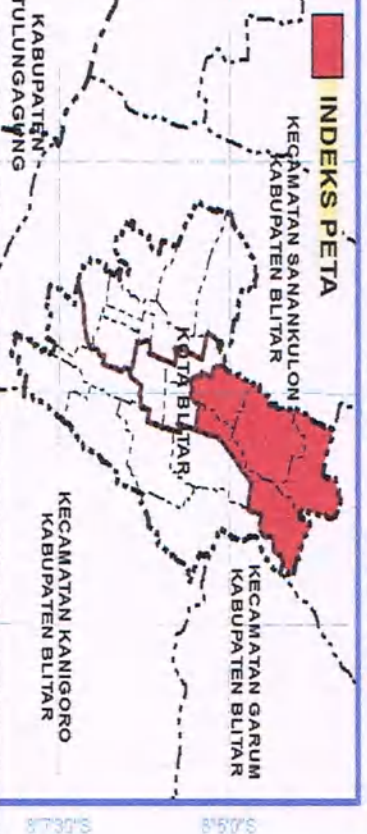 INDEKS PETA
KECAMATAN SANANKULON
KABUPATEN BLITAR
KOTA BLITAR
KECAMATAN GARUM
KABUPATEN BLITAR
KECAMATAN KANIGORO
KABUPATEN BLITAR
KABUPATEN
TULUNGAGUNG
8°5'0"S
8°7'30"S